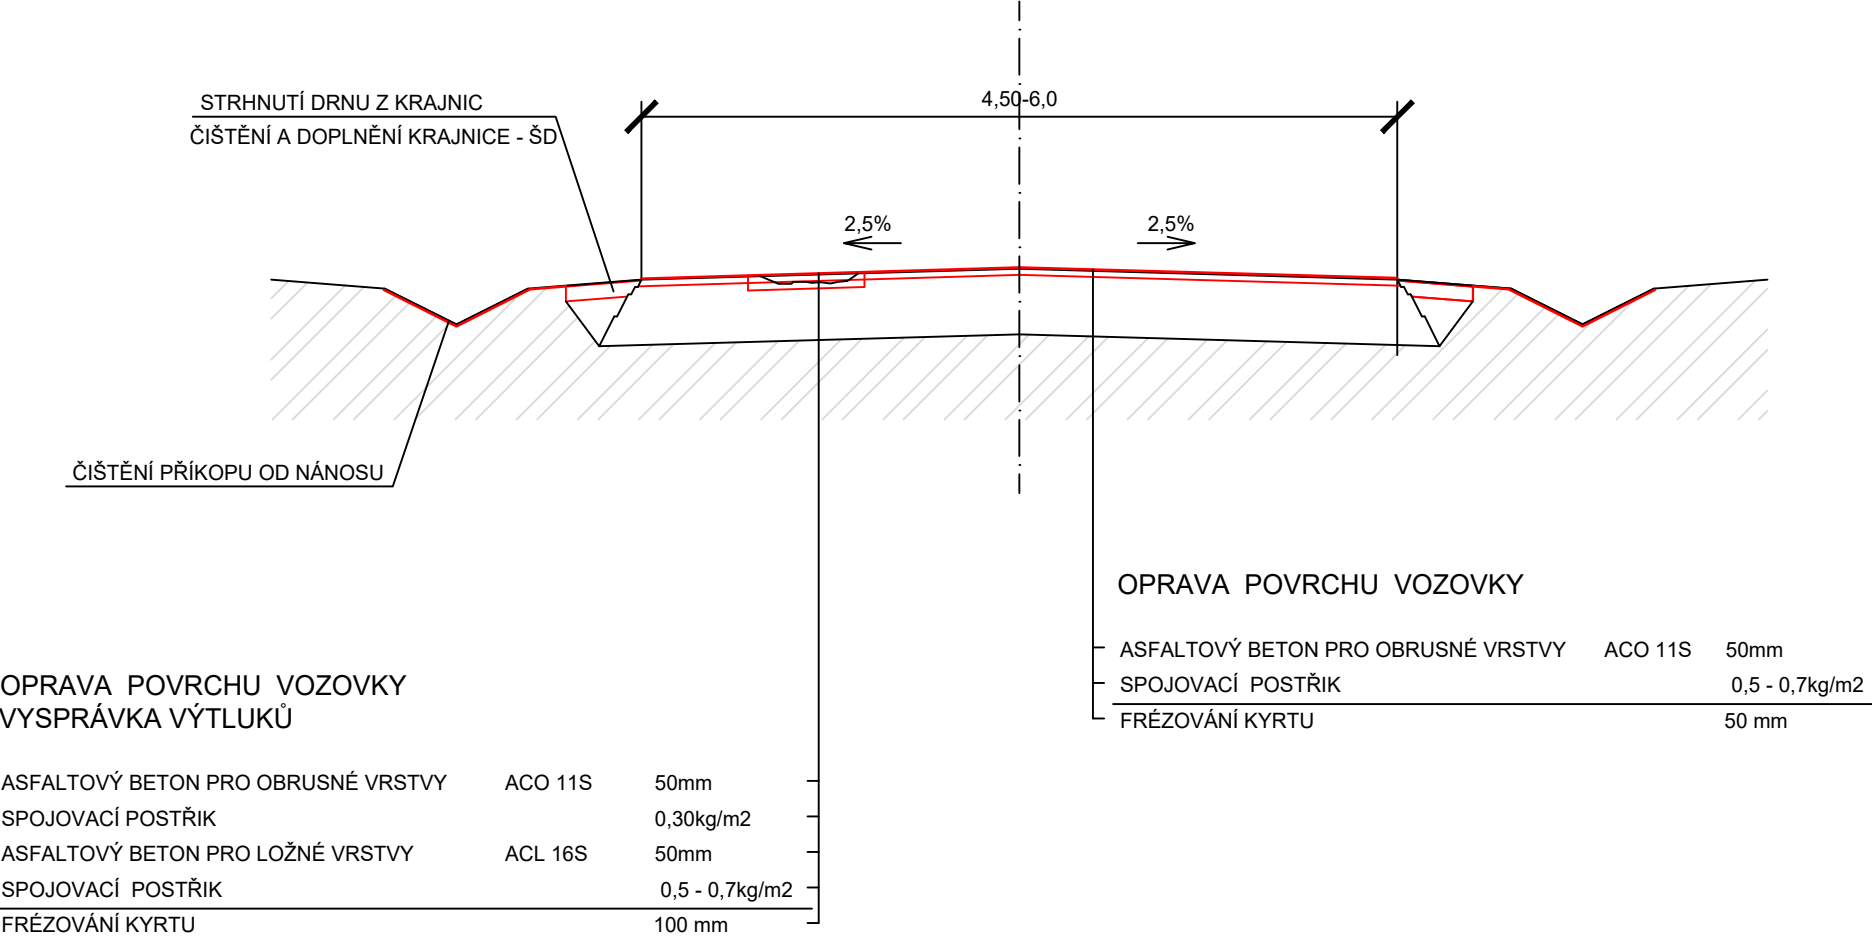 STRHNUTÍ DRNU Z KRAJNIC
ČIŠTĚNÍ A DOPLNĚNÍ KRAJNICE - ŠD
4,50-6,0
2,5%
2,5%
ČIŠTĚNÍ PŘÍKOPU OD NÁNOSU
OPRAVA POVRCHU VOZOVKY
ASFALTOVÝ BETON PRO OBRUSNÉ VRSTVY ACO 11S 50mm
SPOJOVACÍ POSTŘIK 0,5 - 0,7kg/m2
FRÉZOVÁNÍ KYRTU 50 mm
OPRAVA POVRCHU VOZOVKY
VYSPRÁVKA VÝTLUKŮ
ASFALTOVÝ BETON PRO OBRUSNÉ VRSTVY ACO 11S 50mm
SPOJOVACÍ POSTŘIK 0,30kg/m2
ASFALTOVÝ BETON PRO LOŽNÉ VRSTVY ACL 16S 50mm
SPOJOVACÍ POSTŘIK 0,5 - 0,7kg/m2
FRÉZOVÁNÍ KYRTU 100 mm